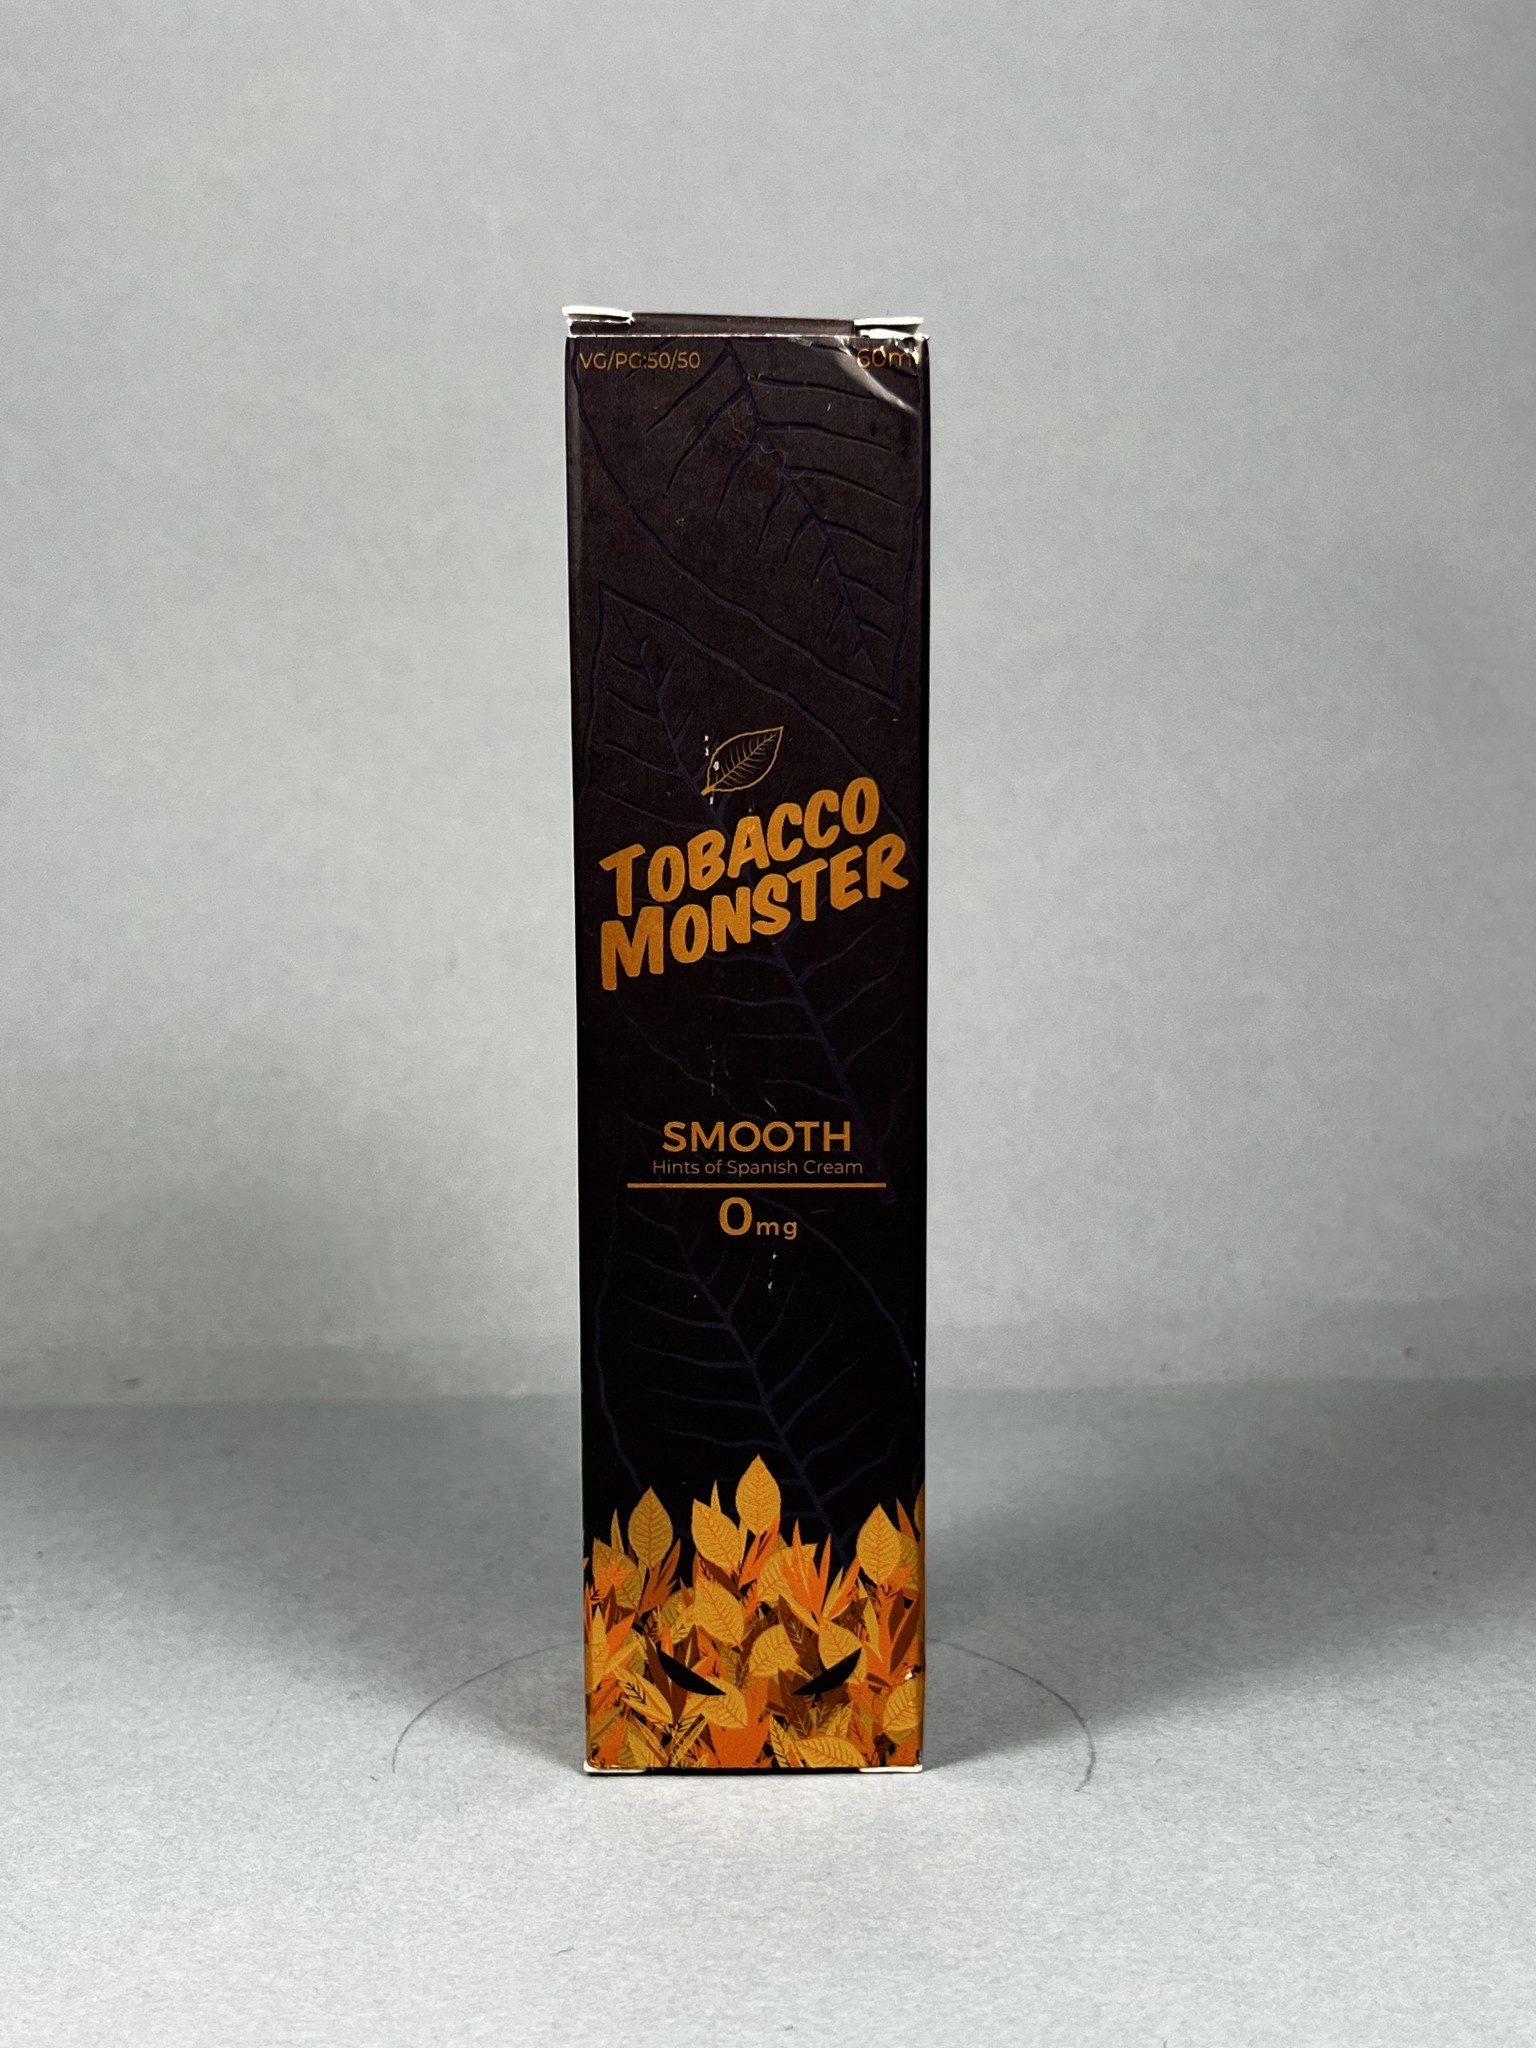 VG/PG:50/50
60ml
TOBACCO
MONSTER
SMOOTH
Hints of Spanish Cream
0mg